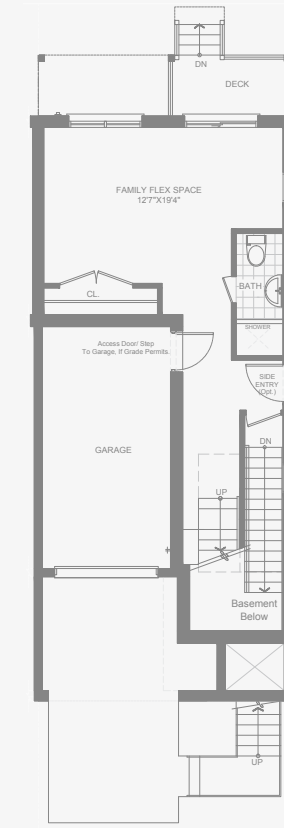 DN
DECK
FAMILY FLEX SPACE
12'7"X19'4"
BATH
CL.
SHOWER
Access Door/ Step
To Garage, If Grade Permits.
SIDE
ENTRY
(Opt.)
GARAGE
DN
UP
Basement
Below
UP